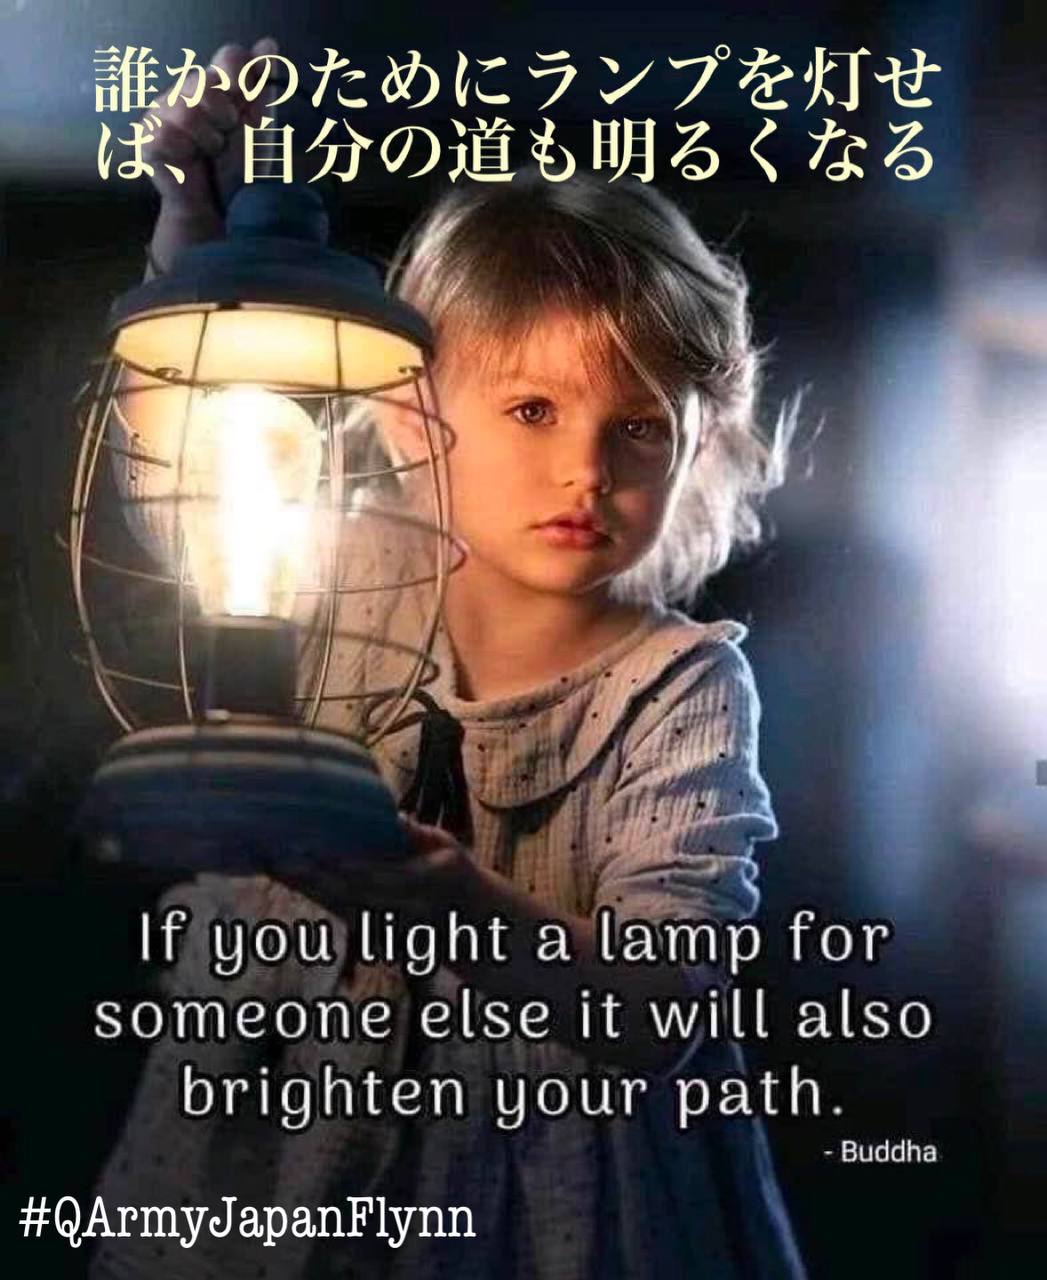 誰かのためにランプを灯せ
ば、自分の道も明るくなる
If you light a lamp for
someone else it will also
brighten your path.
- Buddha
#QArmyJapanFlynn